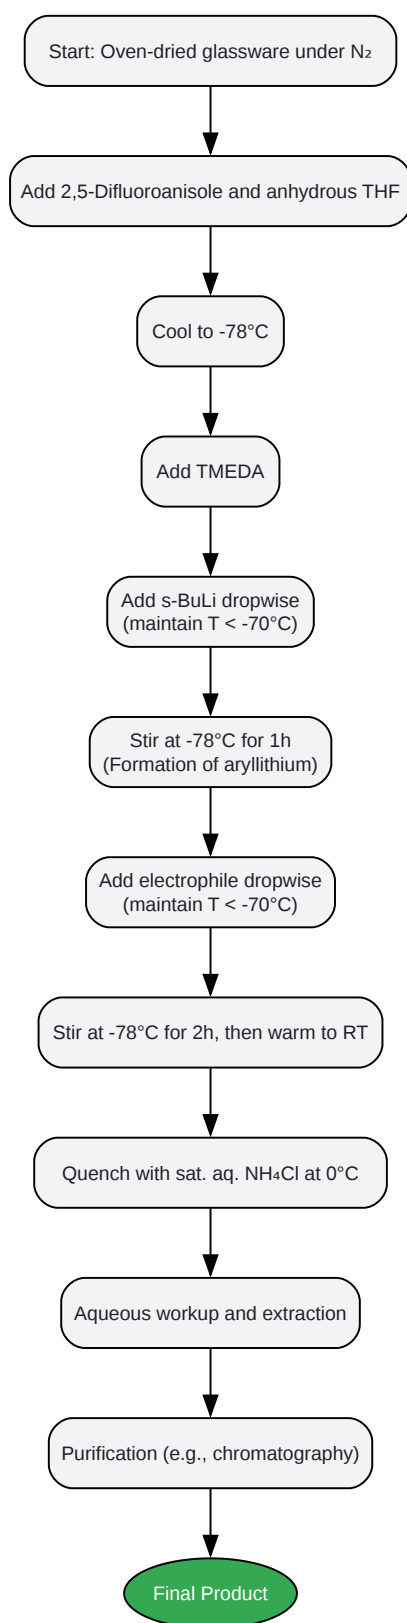 Start: Oven-dried glassware under N₂
Add 2,5-Difluoroanisole and anhydrous THF
Cool to -78°C
Add TMEDA
Add s-BuLi dropwise
(maintain T < -70°C)
Stir at -78°C for 1h
(Formation of aryllithium)
Add electrophile dropwise
(maintain T < -70°C)
Stir at -78°C for 2h, then warm to RT
Quench with sat. aq. NH₄Cl at 0°C
Aqueous workup and extraction
Purification (e.g., chromatography)
Final Product